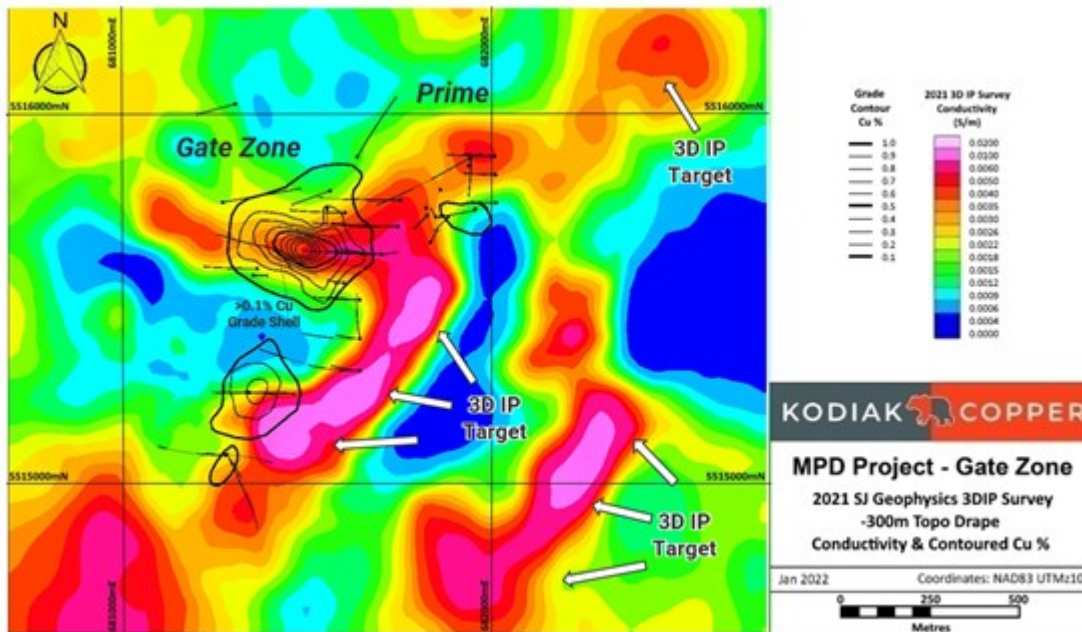 N
681000mE
682000mE
5516000mN
5516000mN
Prime
Gate Zone
3D IP
Target
>0.1% Cu
Grade Shell
3D IP
Target
5515000mN
5515000mN
3D IP
Target
681000mE
682000mE
Grade
Contour
Cu %
1.0
0.9
0.8
0.7
0.6
0.5
0.4
0.3
0.2
0.1
2021 3D IP Survey
Conductivity
(S/m)
0.0200
0.0100
0.0060
0.0050
0.0040
0.0035
0.0030
0.0026
0.0022
0.0018
0.0015
0.0012
0.0009
0.0006
0.0004
0.0000
KODIAK COPPER
MPD Project - Gate Zone
2021 SJ Geophysics 3DIP Survey
-300m Topo Drape
Conductivity & Contoured Cu %
Jan 2022
Coordinates: NAD83 UTMz10
0 250 500
Metres